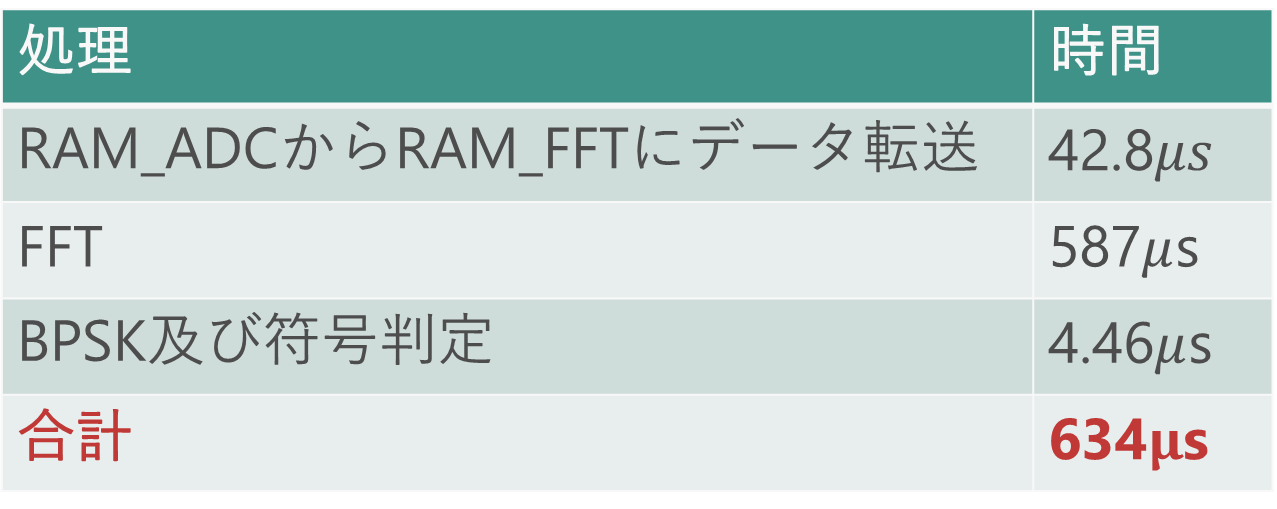 処理 時間
RAM_ADCからRAM_FFTにデータ転送 42.8μs
FFT 587μs
BPSK及び符号判定 4.46μs
合計 634μs